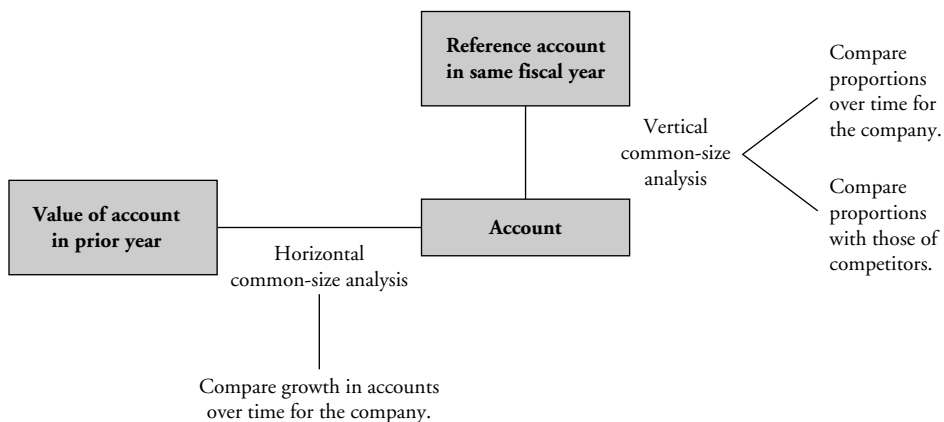 Reference account
in same fiscal year
Compare
proportions
over time for
the company.
Vertical
common-size
analysis
Compare
proportions
with those of
competitors.
Value of account
in prior year
Account
Horizontal
common-size analysis
Compare growth in accounts
over time for the company.